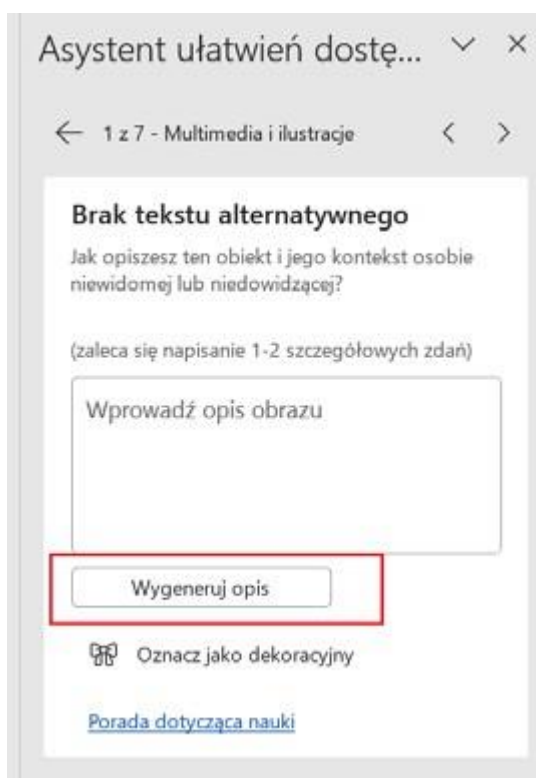 Asystent ułatwień dostę...
1 z 7 - Multimedia i ilustracje
Brak tekstu alternatywnego
Jak opiszesz ten obiekt i jego kontekst osobie
niewidomej lub niedowidzącej?
(zaleca się napisanie 1-2 szczegółowych zdań)
Wprowadź opis obrazu
Wygeneruj opis
Oznacz jako dekoracyjny
Porada dotycząca nauki